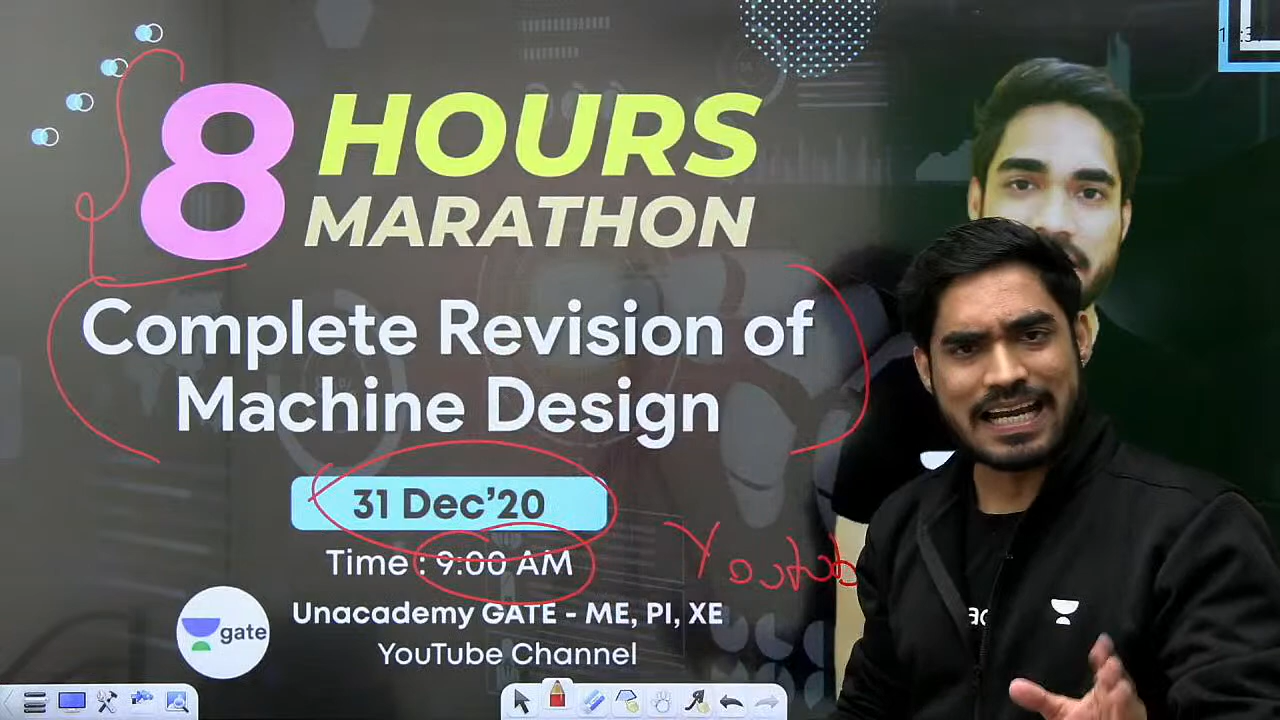 8 HOURS
MARATHON
Complete Revision of
Machine Design
31 Dec'20
Time : 9:00 AM
Youtub
Unacademy GATE - ME, PI, XE
gate
YouTube Channel